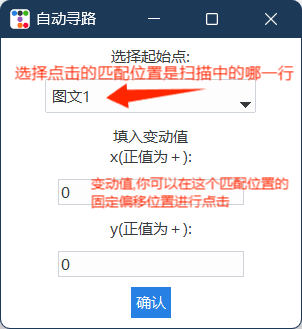 自动寻路
选择起始点:
选择点击的匹配位置是扫描中的哪一行
图文1
填入变动值
x(正值为+):
0
变动值,你可以在这个匹配位置的
固定偏移位置进行点击
y(正值为+):
0
确认